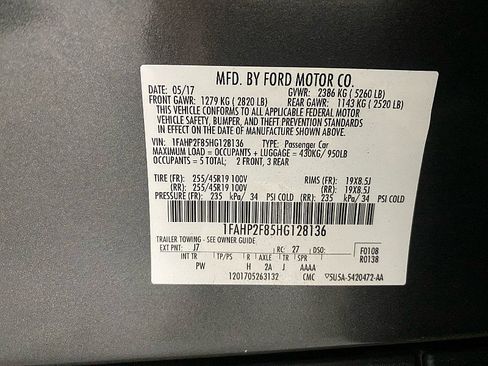 MFD. BY FORD MOTOR CO.
DATE: 05/17 GVWR: 2386 KG ( 5260 LB)
FRONT GAWR: 1279 KG ( 2820 LB) REAR GAWR: 1143 KG ( 2520 LB)
THIS VEHICLE CONFORMS TO ALL APPLICABLE FEDERAL MOTOR
VEHICLE SAFETY, BUMPER, AND THEFT PREVENTION STANDARDS
IN EFFECT ON THE DATE OF MANUFACTURE SHOWN ABOVE.
VIN: 1FAHP2F85HG128136 TYPE: Passenger Car
MAXIMUM LOAD = OCCUPANTS + LUGGAGE = 430KG/ 950LB
OCCUPANTS = 5 TOTAL; 2 FRONT, 3 REAR
TIRE (FR): 255/45R19 100V RIMS (FR): 19X8.5J
(RR): 255/45R19 100V (RR): 19X8.5J
PRESSURE (FR): 235 kPa/ 34 PSI COLD (RR): 235 kPa/ 34 PSI COLD
1FAHP2F85HG128136
TRAILER TOWING - SEE OWNER GUIDE
EXT PNT: J7 RC: 27 DSO: F0108
INT TR TP/PS R AXLE TR SPR R0138
PW H 2A J AAAA
1201705263132 CMC ▽5U5A-5420472-AA